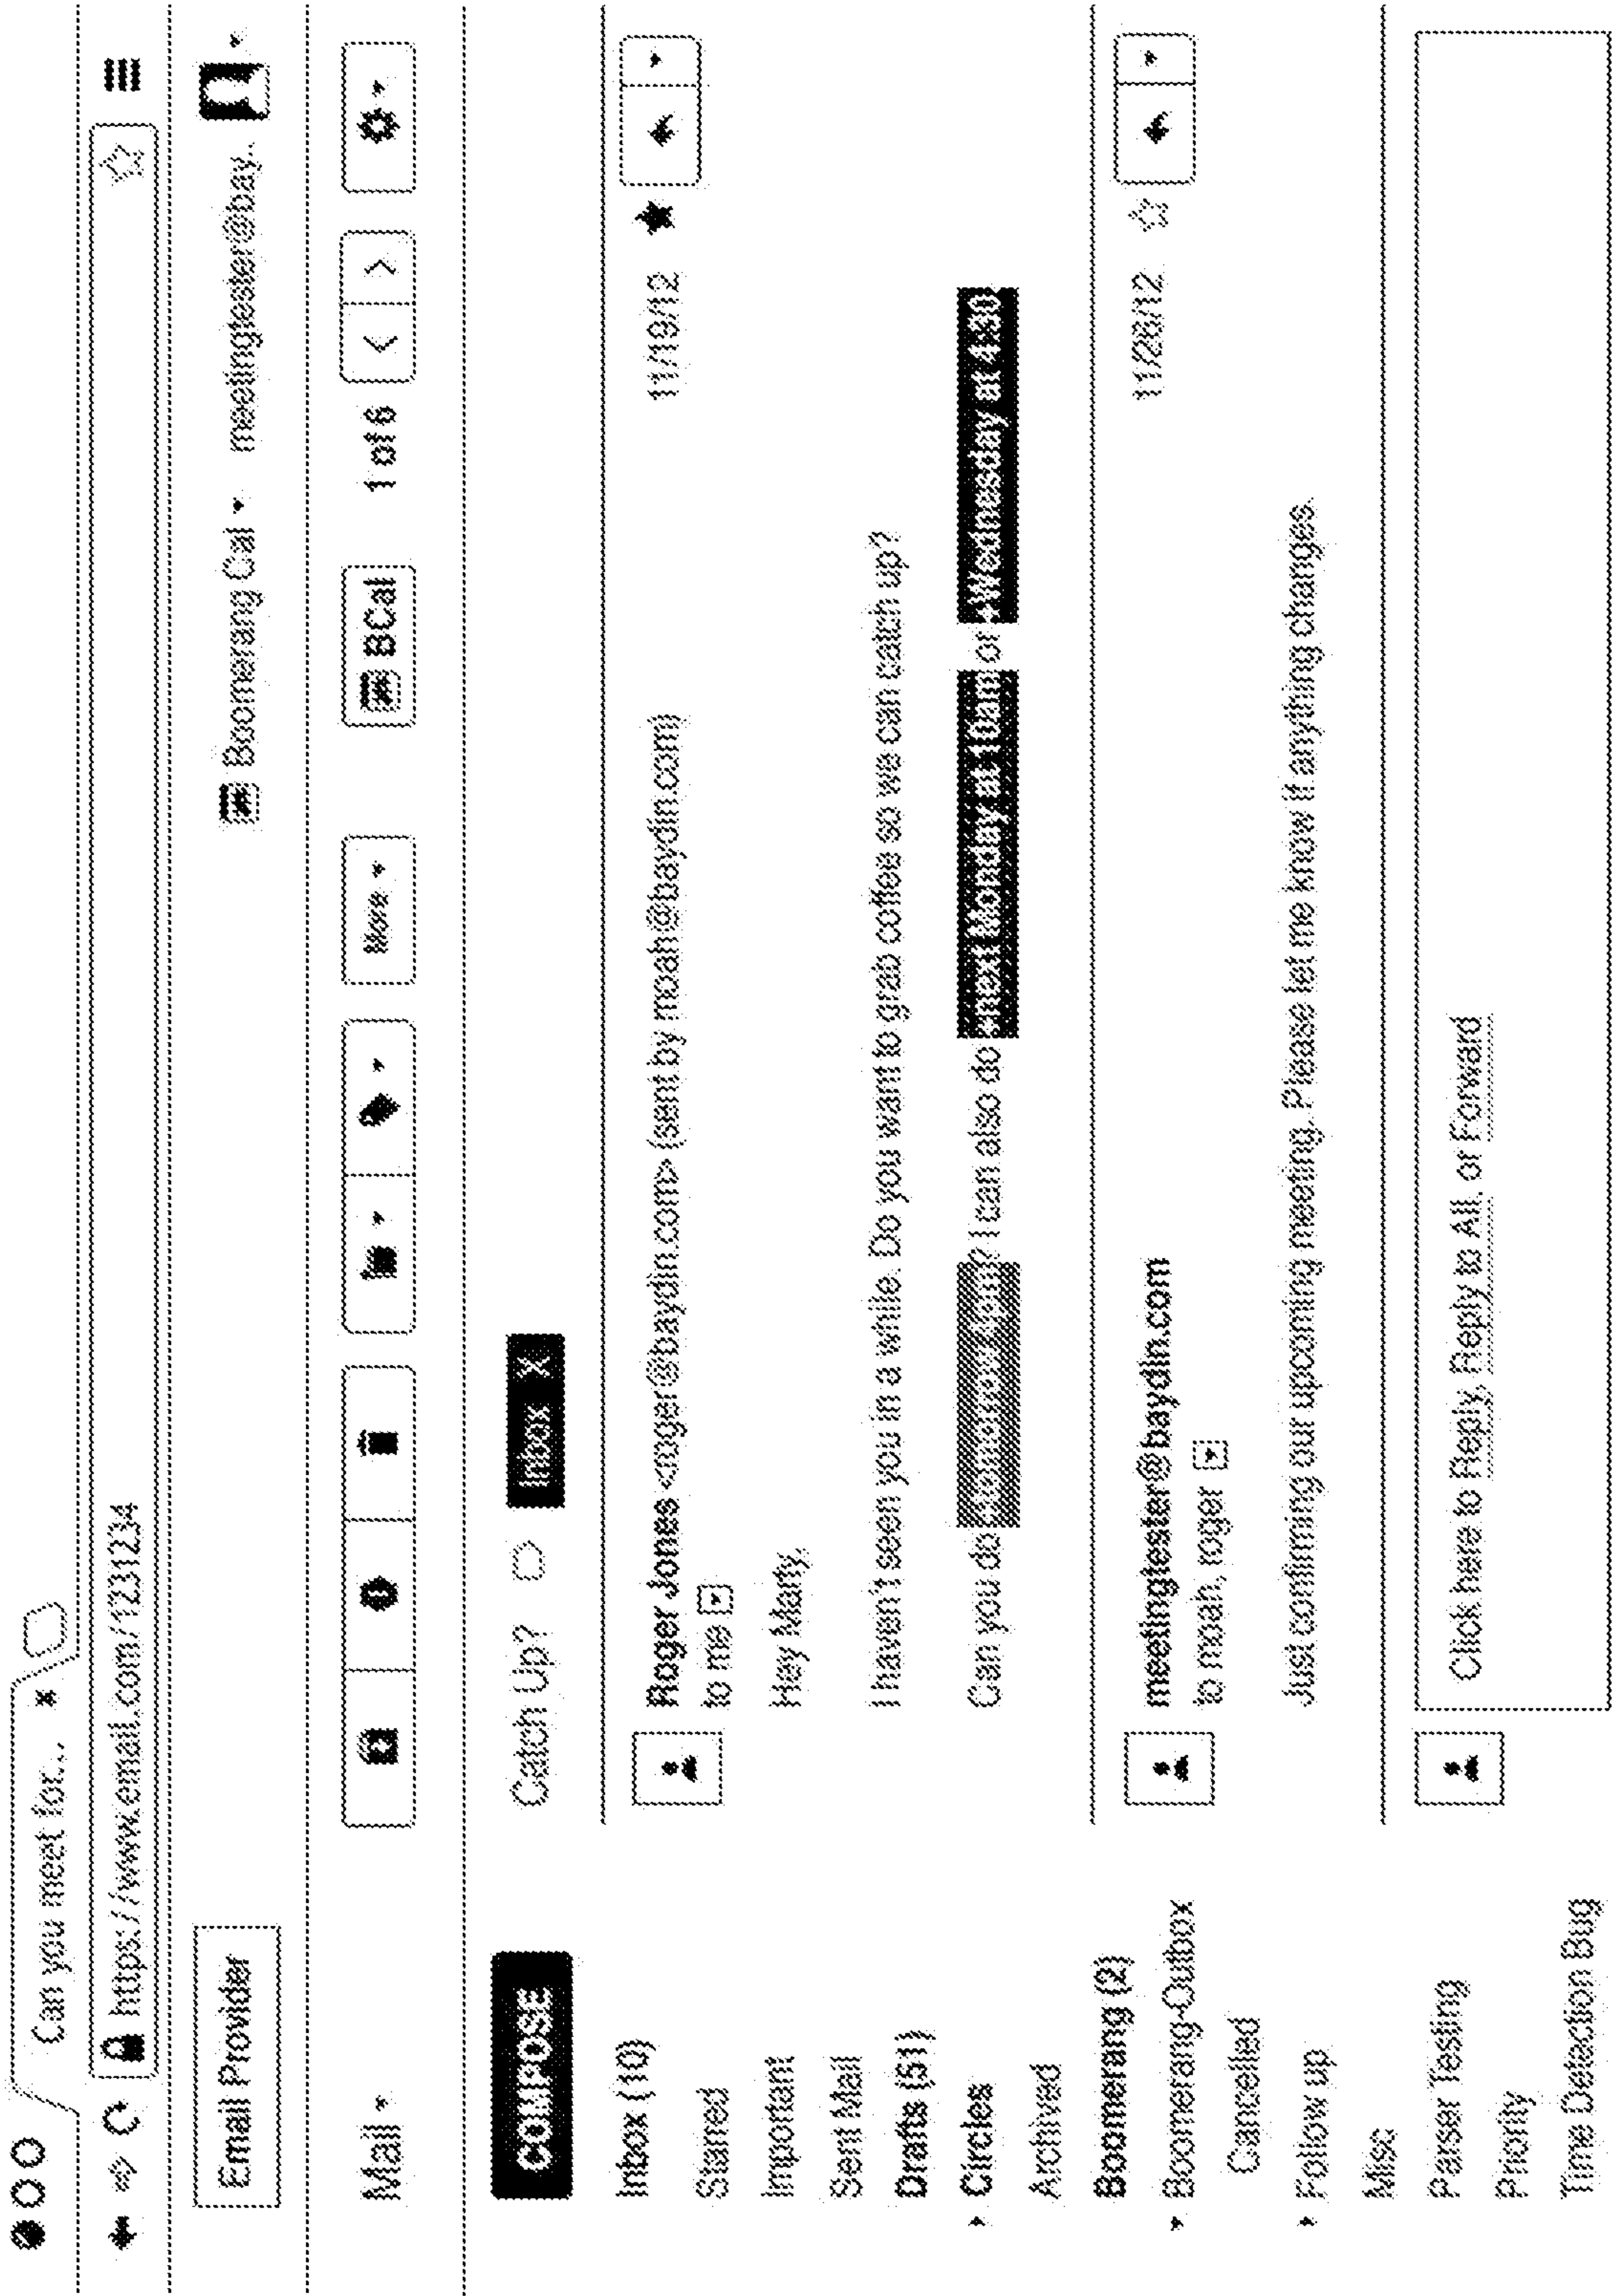 Can you meet for... x
https://www.email.com/1231234
Email Provider
Boomerang Cal
meetingtester@bay..
Mail
More
BCal
1 of 6
< >
COMPOSE
Inbox (10)
Starred
Important
Sent Mail
Drafts (51)
Circles
Archived
Boomerang (2)
Boomerang-Outbox
Cancelled
Follow up
Misc
Parser Testing
Priority
Time Detection Bug
Catch Up?
Inbox X
Roger Jones <roger@baydin.com> (sent by moah@baydin.com)
11/19/12
to me
Hey Marty,
I haven't seen you in a while. Do you want to grab coffee so we can catch up?
Can you do tomorrow 4pm? I can also do next Monday at 10am or Wednesday at 4:30
meetingtester@baydin.com
11/28/12
to moah, roger
Just confirming our upcoming meeting. Please let me know if anything changes.
Click here to Reply, Reply to All, or Forward